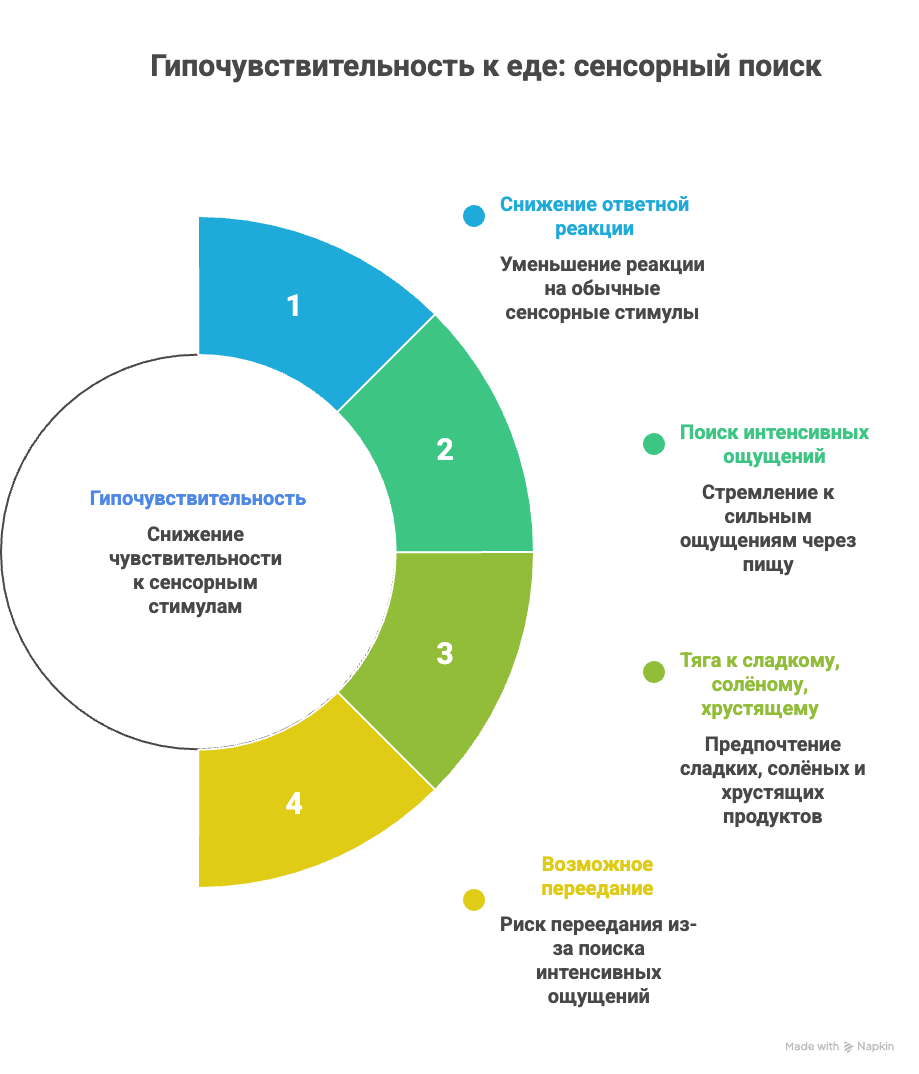 Гипочувствительность к еде: сенсорный поиск
Снижение ответной
реакции
Уменьшение реакции
на обычные
сенсорные стимулы
1
2
Поиск интенсивных
ощущений
Стремление к
сильным
ощущениям через
пищу
Гипочувствительность
Снижение
чувствительности
к сенсорным
стимулам
3
Тяга к сладкому,
солёному,
хрустящему
Предпочтение
сладких, солёных и
хрустящих
продуктов
4
Возможное
переедание
Риск переедания из-
за поиска
интенсивных
ощущений
Made with Napkin